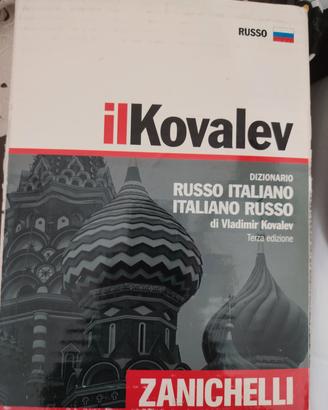 RUSSO
ilKovalev
DIZIONARIO
RUSSO ITALIANO
ITALIANO RUSSO
di Vladimir Kovalev
Terza edizione
ZANICHELLI